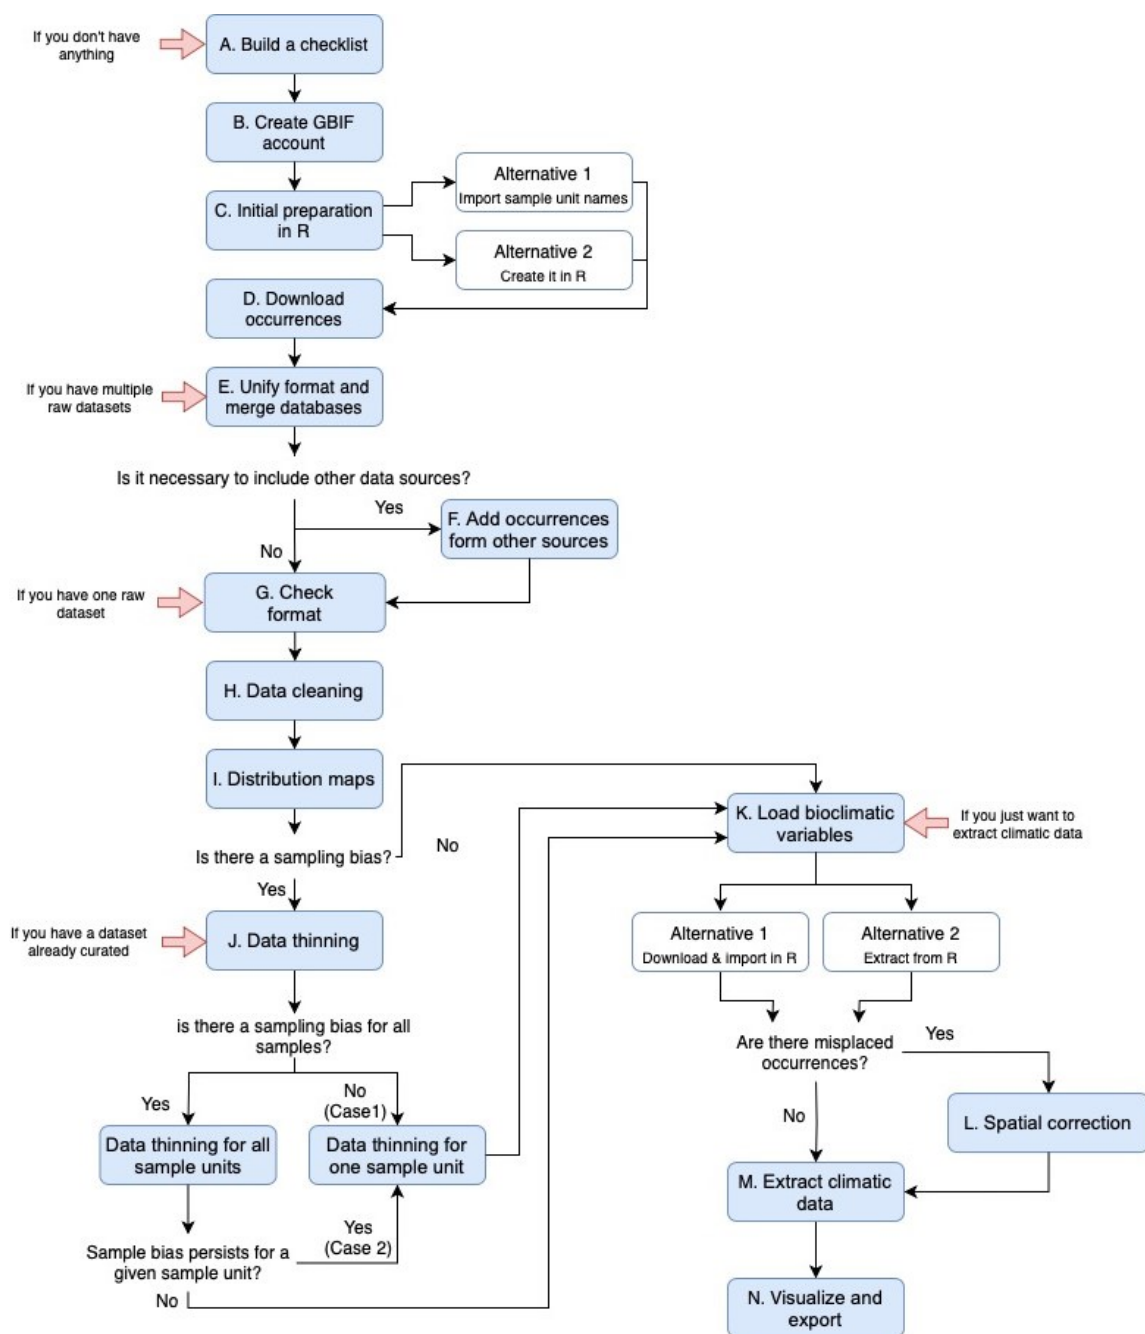 If you don't have
anything
A. Build a checklist
B. Create GBIF
account
C. Initial preparation
in R
Alternative 1
Import sample unit names
Alternative 2
Create it in R
D. Download
occurrences
If you have multiple
raw datasets
E. Unify format and
merge databases
Is it necessary to include other data sources?
Yes
F. Add occurrences
form other sources
No
If you have one raw
dataset
G. Check
format
H. Data cleaning
I. Distribution maps
Is there a sampling bias?
No
K. Load bioclimatic
variables
If you just want to
extract climatic data
Yes
If you have a dataset
already curated
J. Data thinning
Alternative 1
Download & import in R
Alternative 2
Extract from R
is there a sampling bias for all
samples?
Are there misplaced
occurrences?
Yes
Yes
No
(Case1)
No
Data thinning for all
sample units
Data thinning for
one sample unit
L. Spatial correction
M. Extract climatic
data
Sample bias persists for a
given sample unit?
Yes
(Case 2)
No
N. Visualize and
export